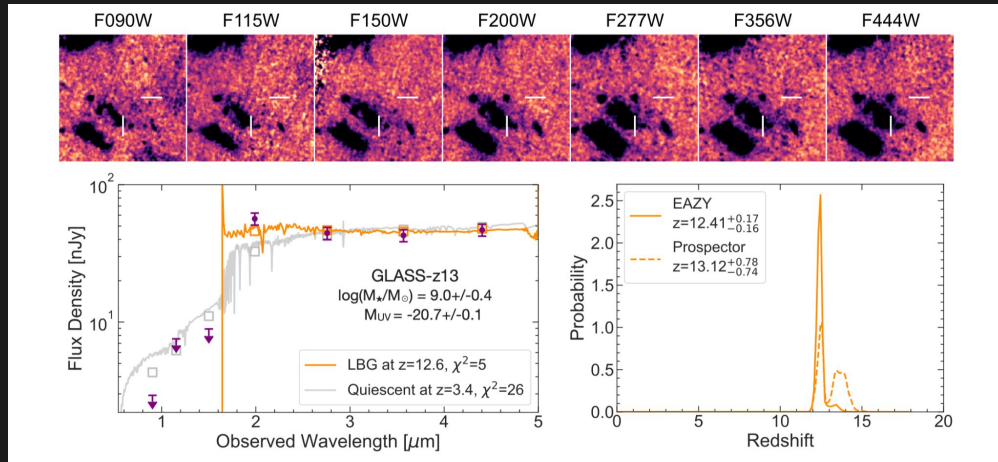 F090W F115W F150W F200W F277W F356W F444W
10²
10¹
Flux Density [nJy]
GLASS-z13
log(M★/M⊙) = 9.0+/-0.4
M_UV = -20.7+/-0.1
LBG at z=12.6, χ²=5
Quiescent at z=3.4, χ²=26
1 2 3 4 5
Observed Wavelength [μm]
2.5
2.0
1.5
1.0
0.5
0.0
Probability
EAZY
z=12.41+0.17−0.16
Prospector
z=13.12+0.78−0.74
0 5 10 15 20
Redshift